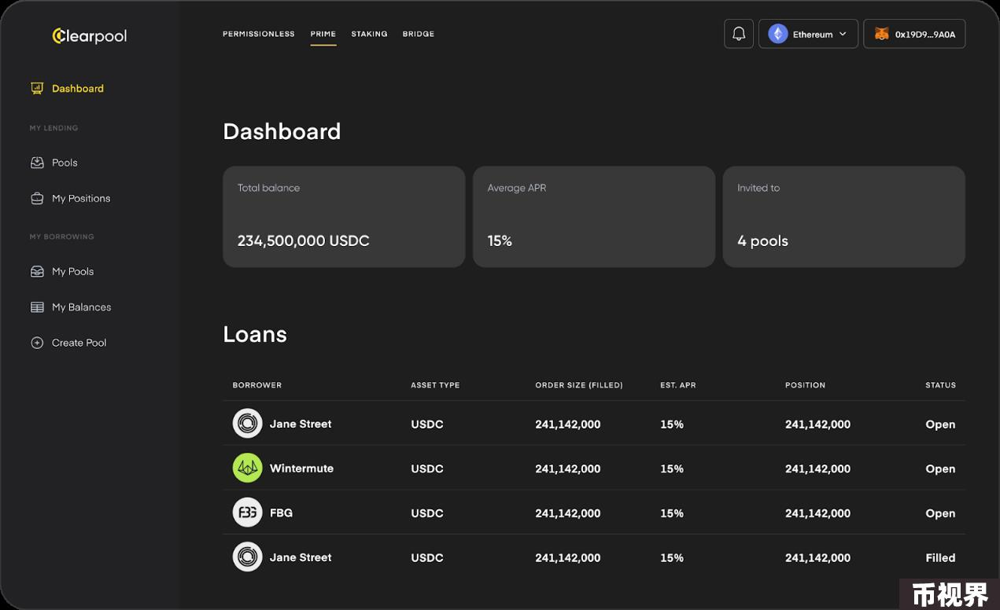 Clearpool
PERMISSIONLESS PRIME STAKING BRIDGE
Ethereum
0x19D9...9A0A
Dashboard
MY LENDING
Pools
My Positions
MY BORROWING
My Pools
My Balances
Create Pool
Dashboard
Total balance
234,500,000 USDC
Average APR
15%
Invited to
4 pools
Loans
BORROWER ASSET TYPE ORDER SIZE (FILLED) EST. APR POSITION STATUS
Jane Street USDC 241,142,000 15% 241,142,000 Open
Wintermute USDC 241,142,000 15% 241,142,000 Open
FBG FBG USDC 241,142,000 15% 241,142,000 Open
Jane Street USDC 241,142,000 15% 241,142,000 Filled
币视界